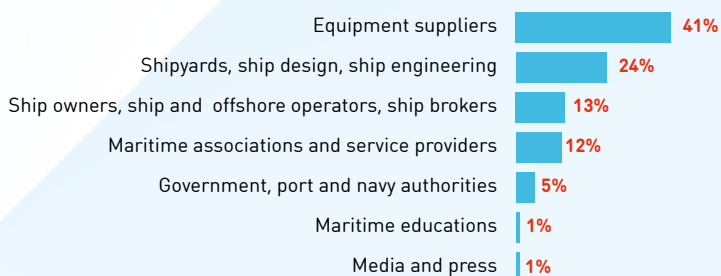 Equipment suppliers 41%
Shipyards, ship design, ship engineering 24%
Ship owners, ship and offshore operators, ship brokers 13%
Maritime associations and service providers 12%
Government, port and navy authorities 5%
Maritime educations 1%
Media and press 1%